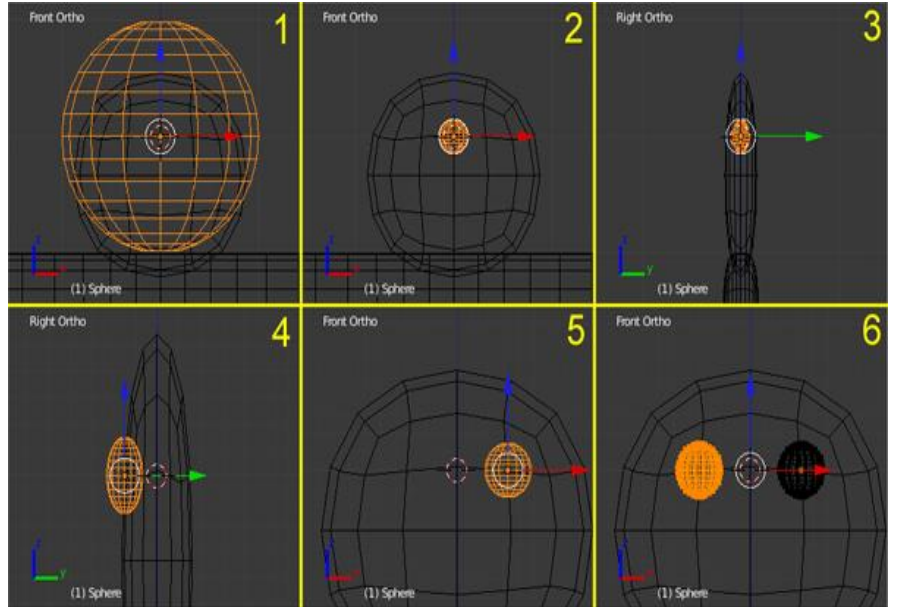 Front Ortho
1
(1) Sphere
Front Ortho
2
(1) Sphere
Right Ortho
3
(1) Sphere
Right Ortho
4
(1) Sphere
Front Ortho
5
(1) Sphere
Front Ortho
6
(1) Sphere